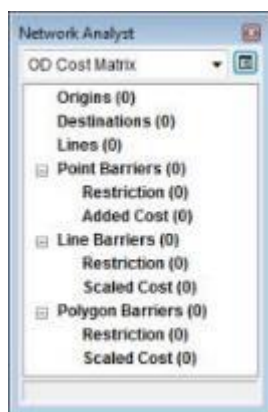 Network Analyst
OD Cost Matrix
Origins (0)
Destinations (0)
Lines (0)
Point Barriers (0)
Restriction (0)
Added Cost (0)
Line Barriers (0)
Restriction (0)
Scaled Cost (0)
Polygon Barriers (0)
Restriction (0)
Scaled Cost (0)